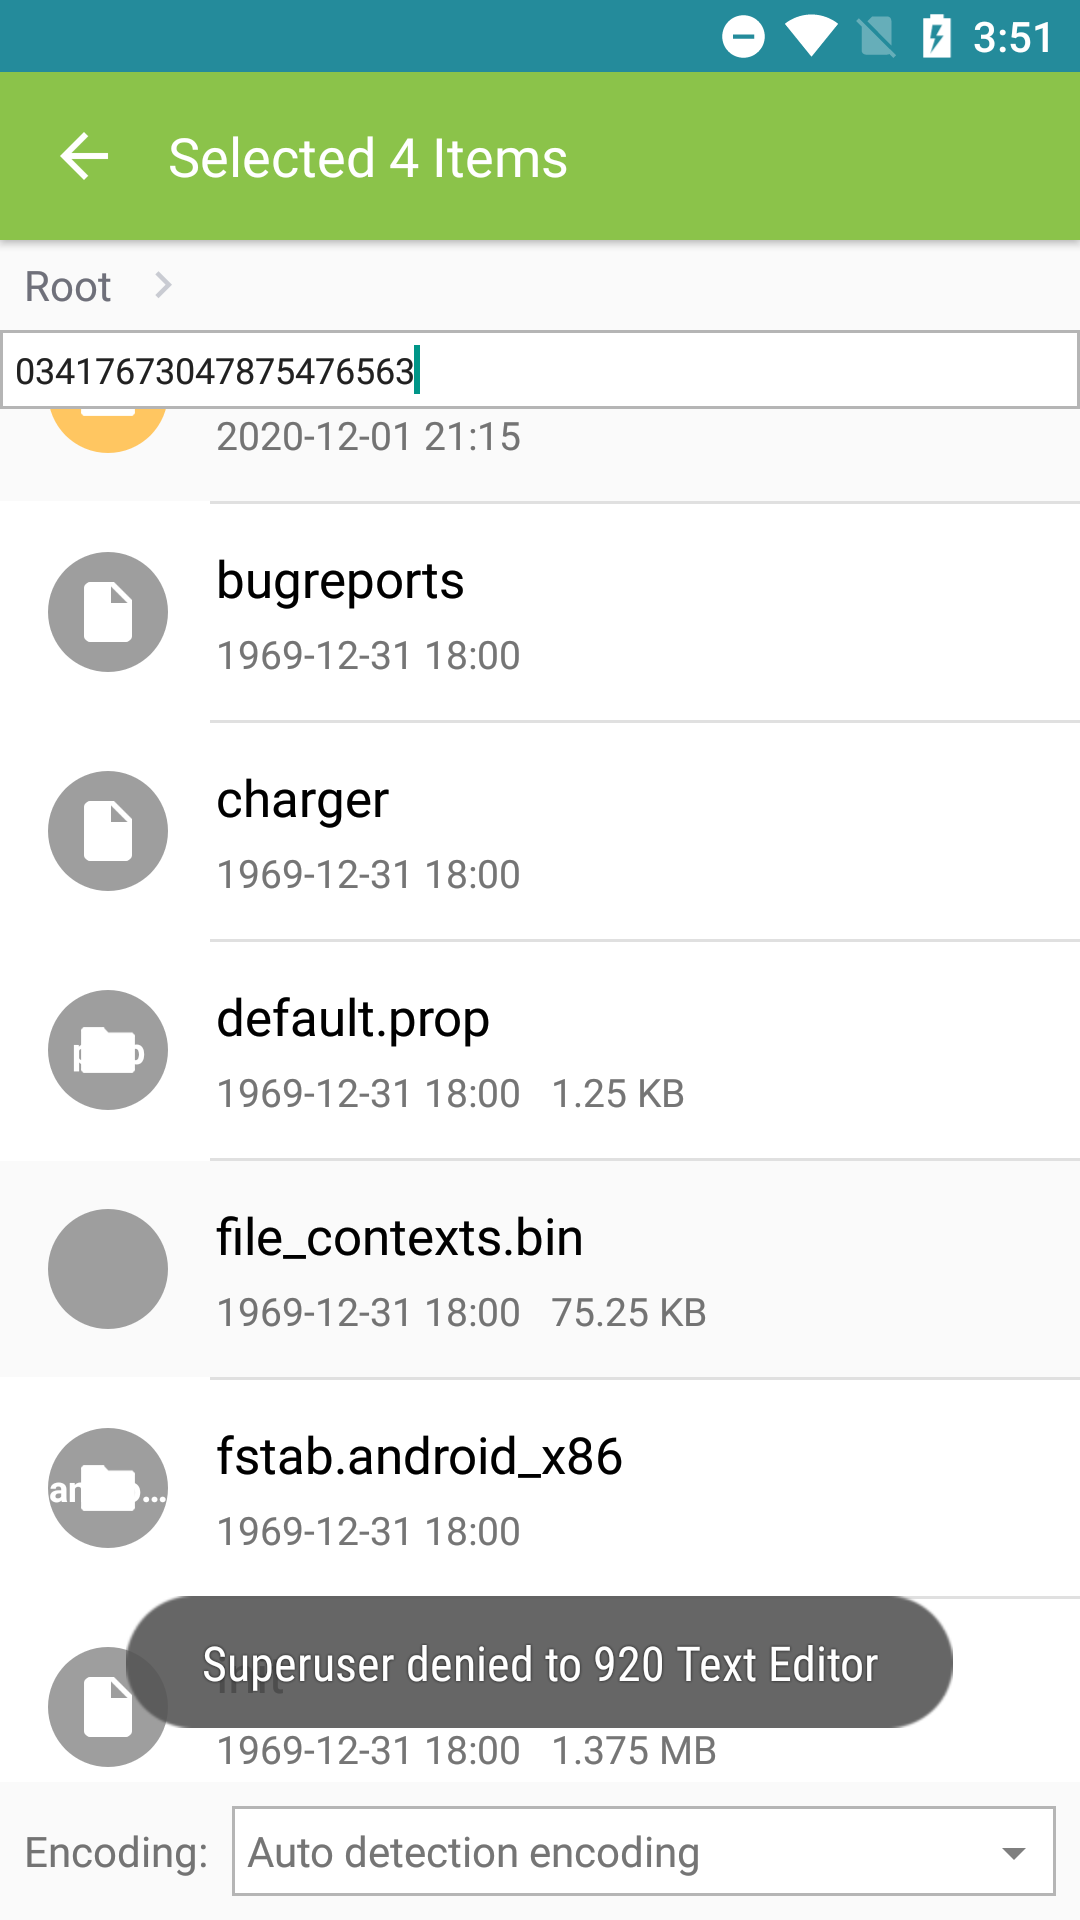 3:51
Selected 4 Items
Root
03417673047875476563
2020-12-01 21:15
bugreports
1969-12-31 18:00
charger
1969-12-31 18:00
default.prop
1969-12-31 18:00 1.25 KB
file_contexts.bin
1969-12-31 18:00 75.25 KB
fstab.android_x86
1969-12-31 18:00
Superuser denied to 920 Text Editor
1969-12-31 18:00 1.375 MB
Encoding: Auto detection encoding